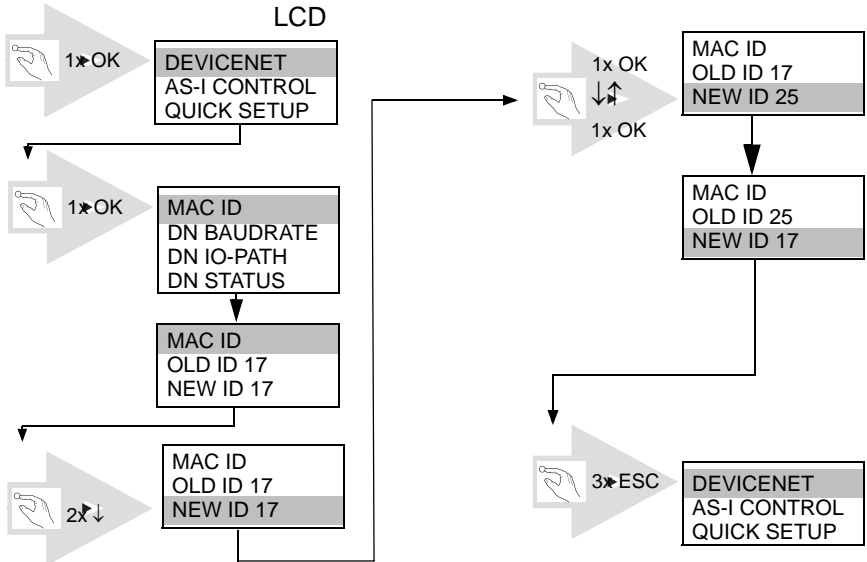 LCD
1x OK
DEVICENET
AS-I CONTROL
QUICK SETUP
1x OK
MAC ID
DN BAUDRATE
DN IO-PATH
DN STATUS
MAC ID
OLD ID 17
NEW ID 17
2x ↓
MAC ID
OLD ID 17
NEW ID 17
1x OK
↓↑
1x OK
MAC ID
OLD ID 17
NEW ID 25
MAC ID
OLD ID 25
NEW ID 17
3x ESC
DEVICENET
AS-I CONTROL
QUICK SETUP